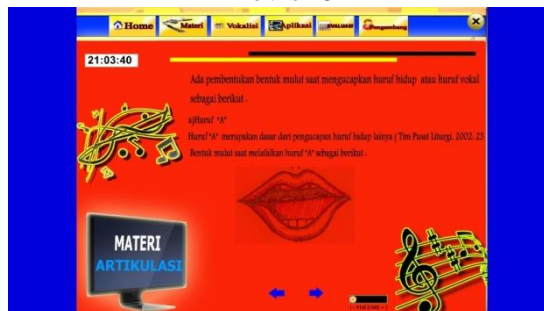 Home Materi Vokalisi Aplikasi EVALUASI Pengembang
21:03:40
Ada pembentukan bentuk mulut saat mengucapkan huruf hidup atau huruf vokal
sebagai berikut :
a)Huruf "A"
Huruf "A" merupakan dasar dari pengucapan huruf hidup lainya ( Tim Pusat Liturgi, 2002: 23
Bentuk mulut saat melafalkan huruf "A" sebagai berikut :
MATERI
ARTIKULASI
VOLUME